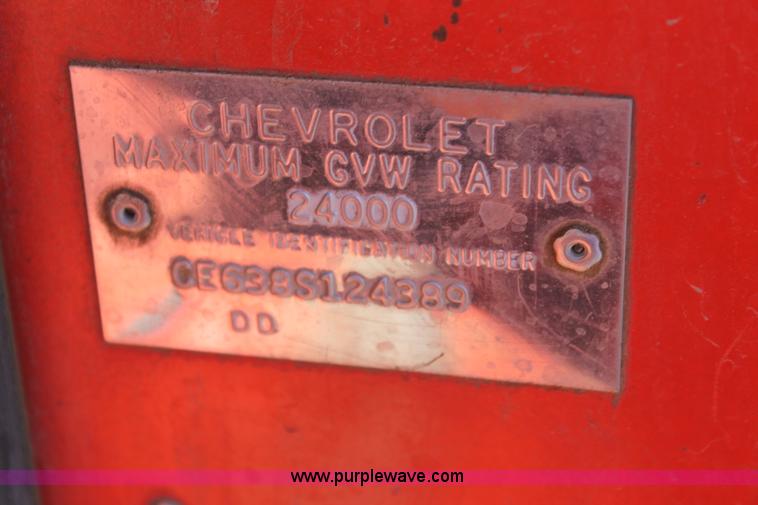 CHEVROLET
MAXIMUM GVW RATING
24000
VEHICLE IDENTIFICATION NUMBER
CE638S124389
DD
www.purplewave.com